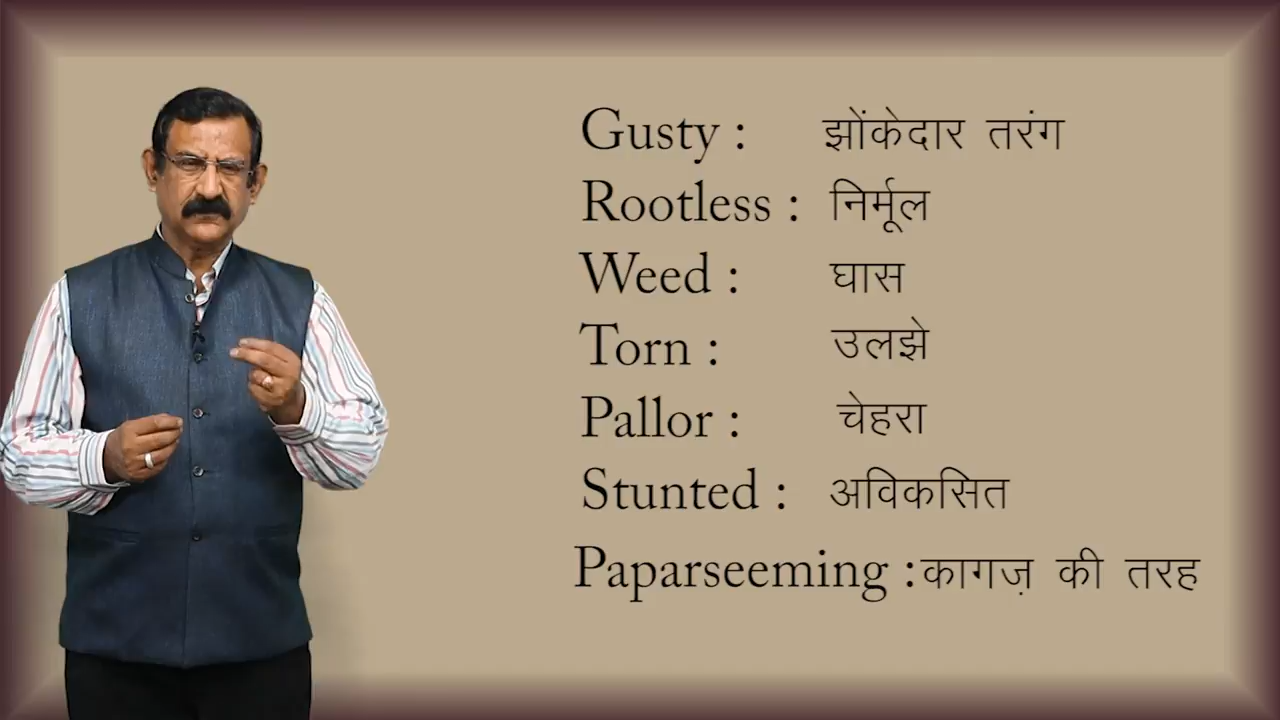 Gusty : झोंकेदार तरंग
Rootless : निर्मूल
Weed : घास
Torn : उलझे
Pallor : चेहरा
Stunted : अविकसित
Paparseeming : कागज़ की तरह